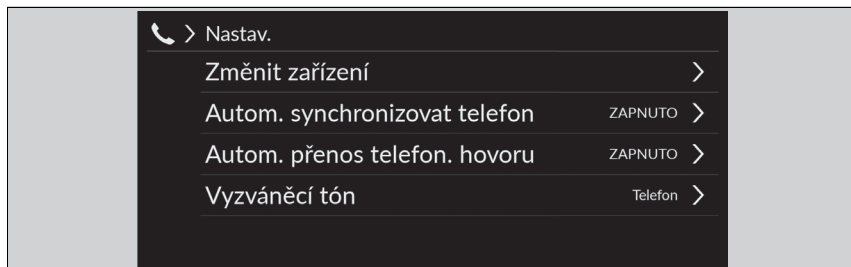 Nastav.
Změnit zařízení
Autom. synchronizovat telefon ZAPNUTO
Autom. přenos telefon. hovoru ZAPNUTO
Vyzváněcí tón Telefon